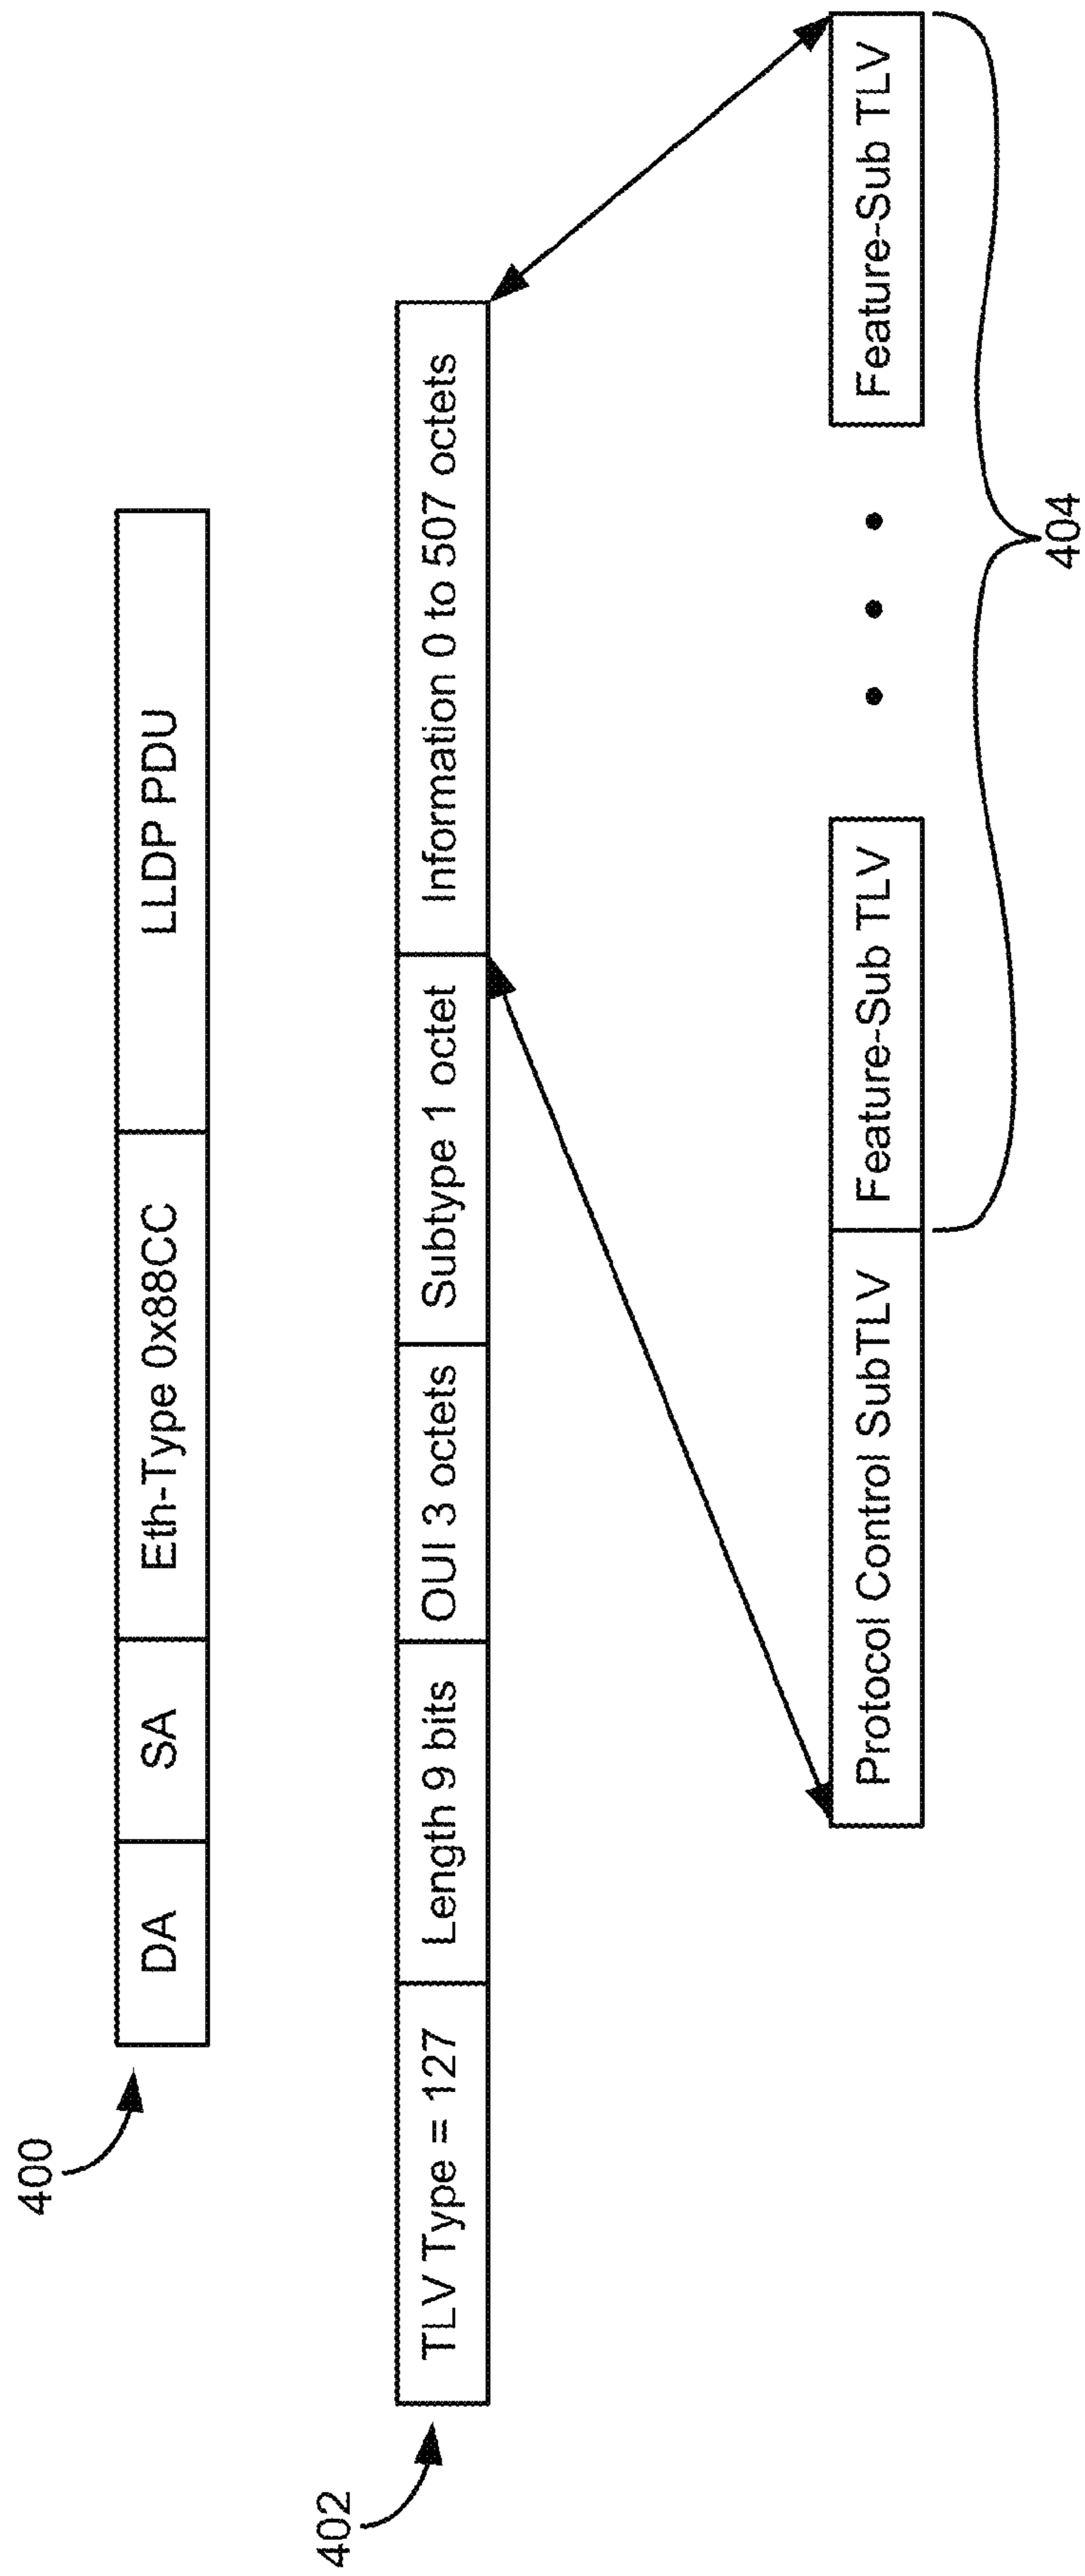 400
DA
SA
Eth-Type 0x88CC
LLDP PDU
402
TLV Type = 127
Length 9 bits
OUI 3 octets
Subtype 1 octet
Information 0 to 507 octets
Protocol Control SubTLV
Feature-Sub TLV
Feature-Sub TLV
404